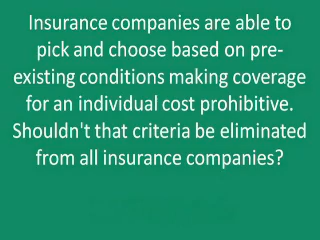 Insurance companies are able to
pick and choose based on pre-
existing conditions making coverage
for an individual cost prohibitive.
Shouldn't that criteria be eliminated
from all insurance companies?